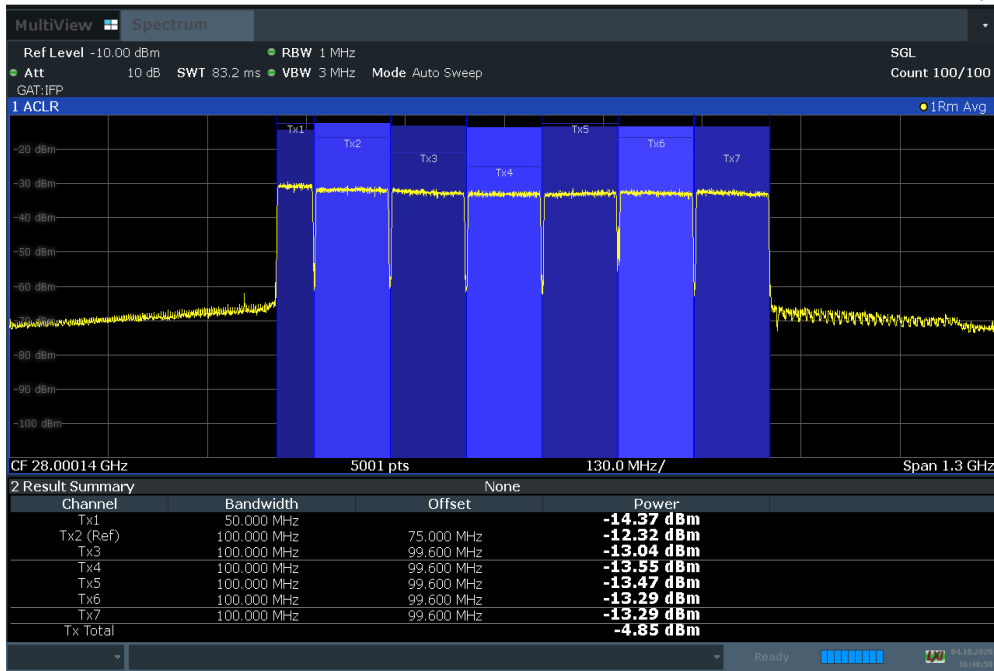 MultiView Spectrum
Ref Level -10.00 dBm RBW 1 MHz SGL
Att 10 dB SWT 83.2 ms VBW 3 MHz Mode Auto Sweep Count 100/100
GAT:IFP
1 ACLR 1Rm Avg
Tx1 Tx5
Tx2 Tx6
-20 dBm
Tx3 Tx7
Tx4
-30 dBm
-40 dBm
-50 dBm
-60 dBm
-80 dBm
-90 dBm
-100 dBm
CF 28.00014 GHz 5001 pts 130.0 MHz/ Span 1.3 GHz
2 Result Summary None
Channel Bandwidth Offset Power
Tx1 50.000 MHz -14.37 dBm
Tx2 (Ref) 100.000 MHz 75.000 MHz -12.32 dBm
Tx3 100.000 MHz 99.600 MHz -13.04 dBm
Tx4 100.000 MHz 99.600 MHz -13.55 dBm
Tx5 100.000 MHz 99.600 MHz -13.47 dBm
Tx6 100.000 MHz 99.600 MHz -13.29 dBm
Tx7 100.000 MHz 99.600 MHz -13.29 dBm
Tx Total -4.85 dBm
Ready LXI 04.10.2020